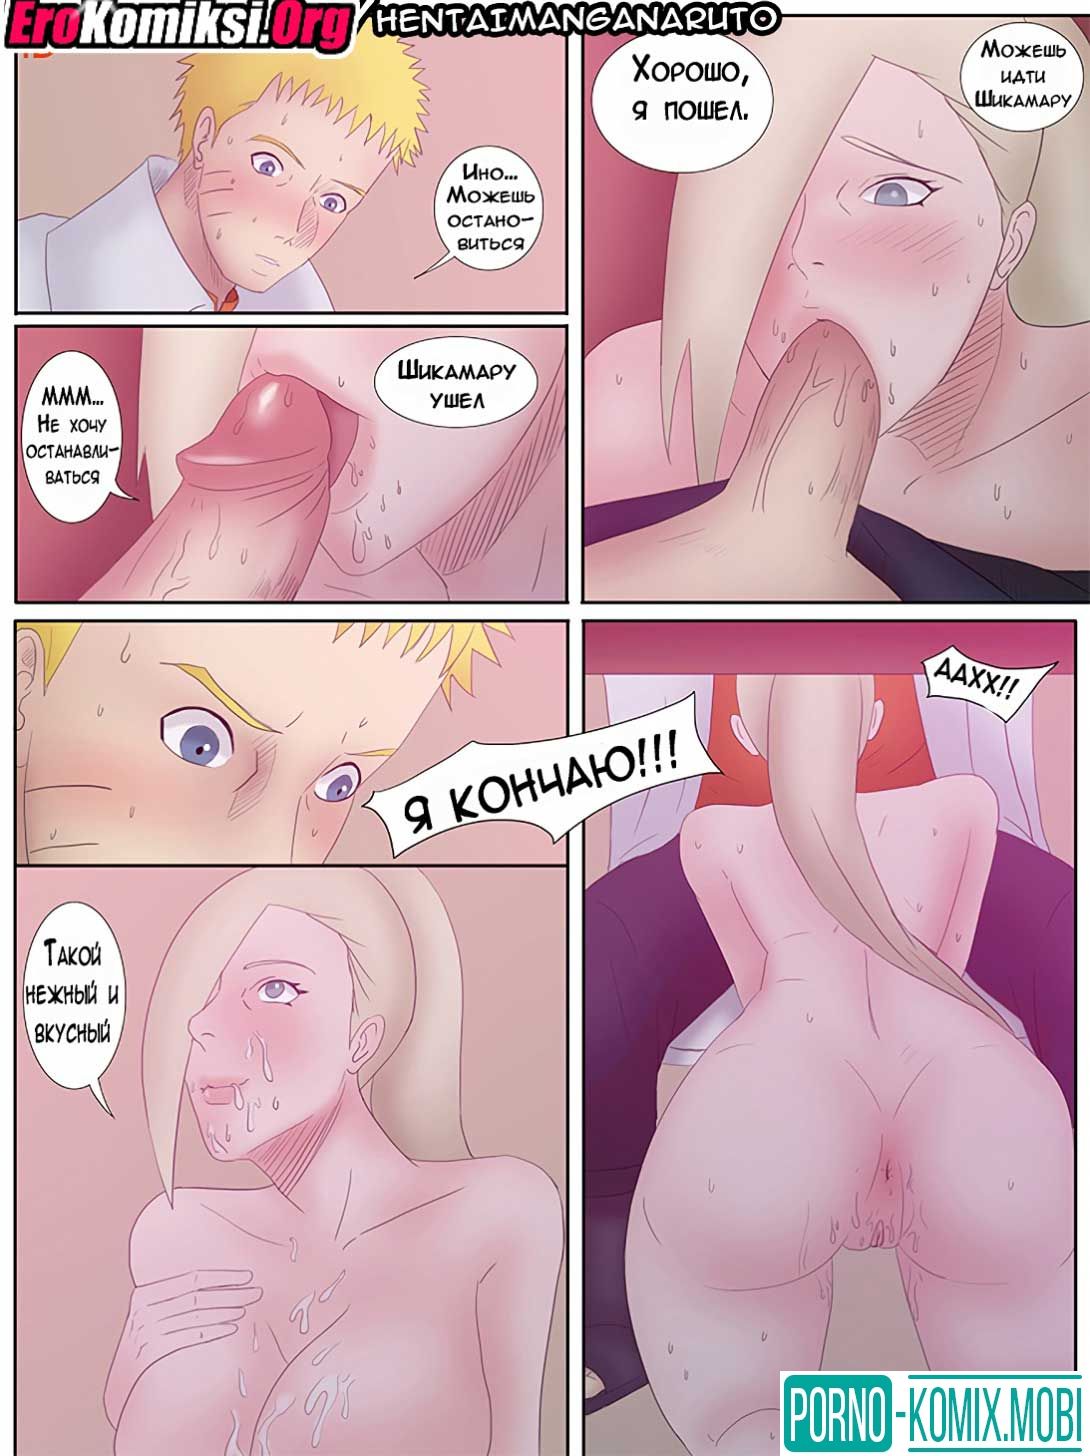 EroKomiksi.Org
HENTAIMANGANARUTO
Ино...
Можешь
остано-
виться
Хорошо,
я пошел.
Можешь
идти
Шикамару
МММ...
Не хочу
останавли-
ваться
Шикамару
ушел
Я КОНЧАЮ!!!
ААХХ!!
Такой
нежный и
вкусный
PORNO-KOMIX.MOBI